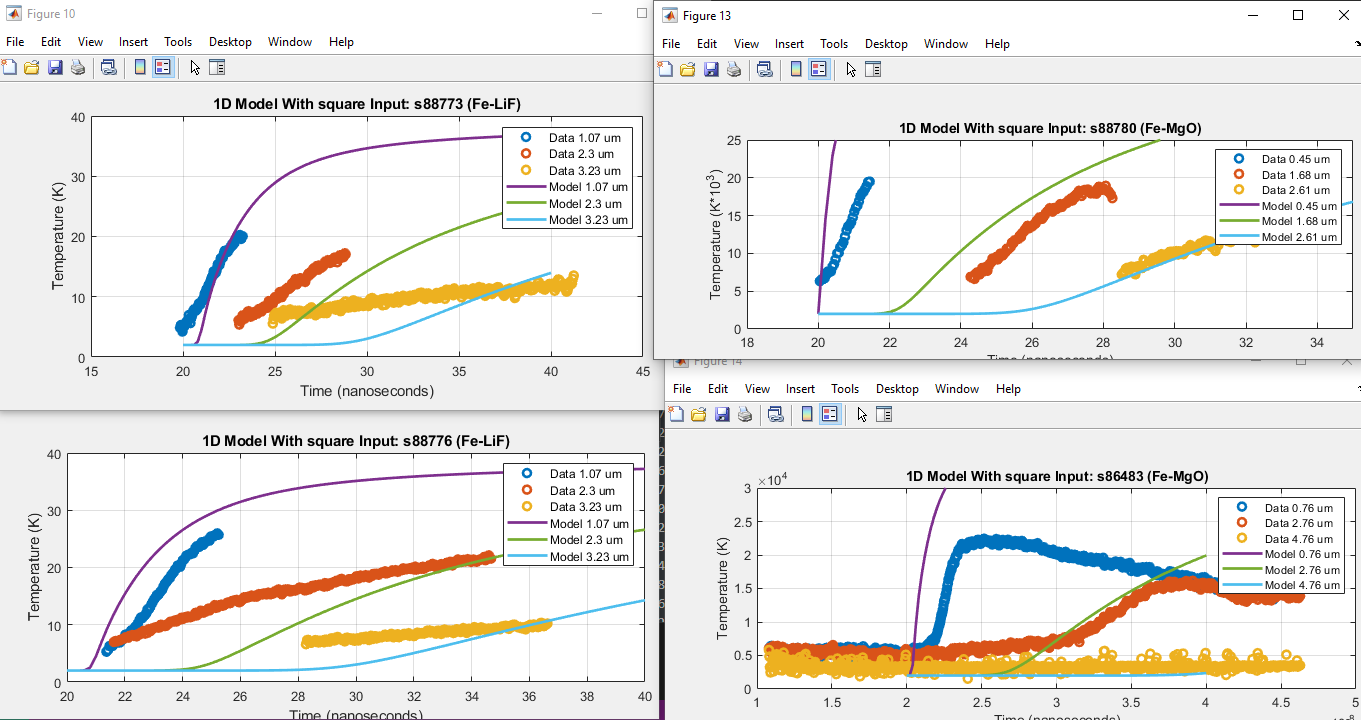 Figure 10
File Edit View Insert Tools Desktop Window Help
1D Model With square Input: s88773 (Fe-LiF)
Temperature (K)
40
30
20
10
0
Data 1.07 um
Data 2.3 um
Data 3.23 um
Model 1.07 um
Model 2.3 um
Model 3.23 um
15 20 25 30 35 40 45
Time (nanoseconds)
Figure 13
File Edit View Insert Tools Desktop Window Help
1D Model With square Input: s88780 (Fe-MgO)
Temperature (K*10^3)
25
20
15
10
5
0
Data 0.45 um
Data 1.68 um
Data 2.61 um
Model 0.45 um
Model 1.68 um
Model 2.61 um
18 20 22 24 26 28 30 32 34
Time (nanoseconds)
1D Model With square Input: s88776 (Fe-LiF)
Temperature (K)
40
30
20
10
0
Data 1.07 um
Data 2.3 um
Data 3.23 um
Model 1.07 um
Model 2.3 um
Model 3.23 um
20 22 24 26 28 30 32 34 36 38 40
Time (nanoseconds)
Figure 14
File Edit View Insert Tools Desktop Window Help
1D Model With square Input: s86483 (Fe-MgO)
×10^4
Temperature (K)
3
2.5
2
1.5
1
0.5
0
Data 0.76 um
Data 2.76 um
Data 4.76 um
Model 0.76 um
Model 2.76 um
Model 4.76 um
1 1.5 2 2.5 3 3.5 4 4.5 5
Time (nanoseconds)